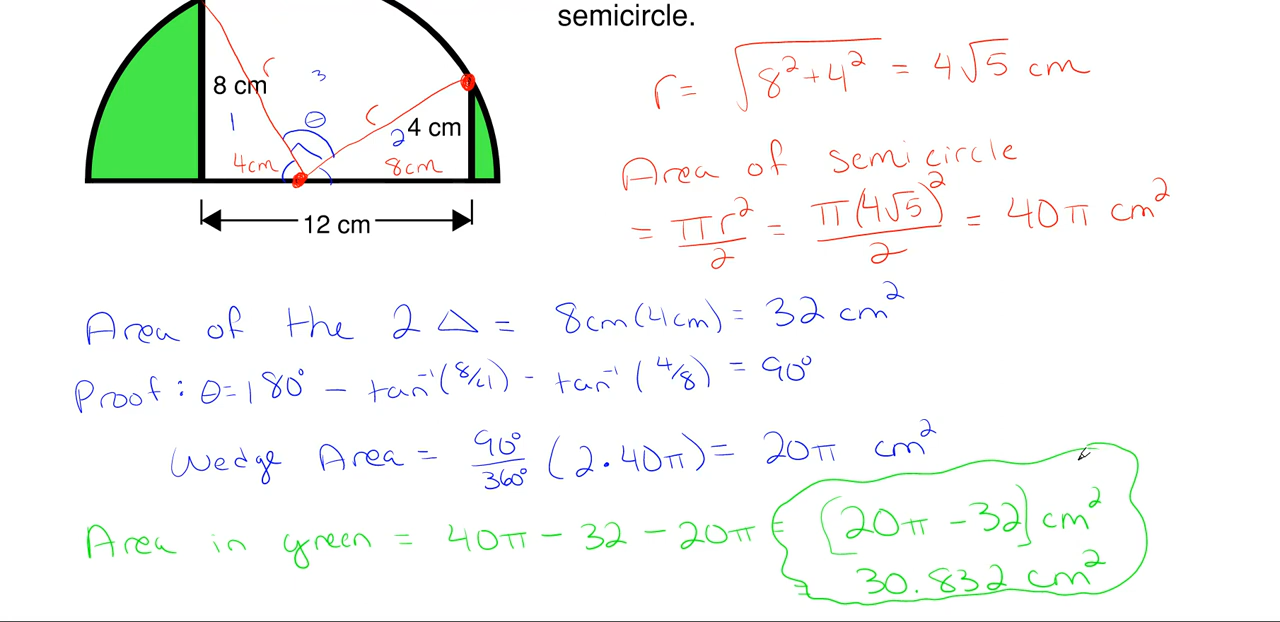 semicircle.
r = √8²+4² = 4√5 cm
8 cm r 3
1 θ r 2 4 cm
4cm 8cm
12 cm
Area of semicircle
= πr²/2 = π(4√5)²/2 = 40π cm²
Area of the 2 △ = 8cm(4cm) = 32 cm²
Proof: θ=180° - tan⁻¹(8/4) - tan⁻¹(4/8) = 90°
Wedge Area = 90°/360° (2·40π) = 20π cm²
Area in green = 40π - 32 - 20π = [20π - 32] cm²
= 30.832 cm²